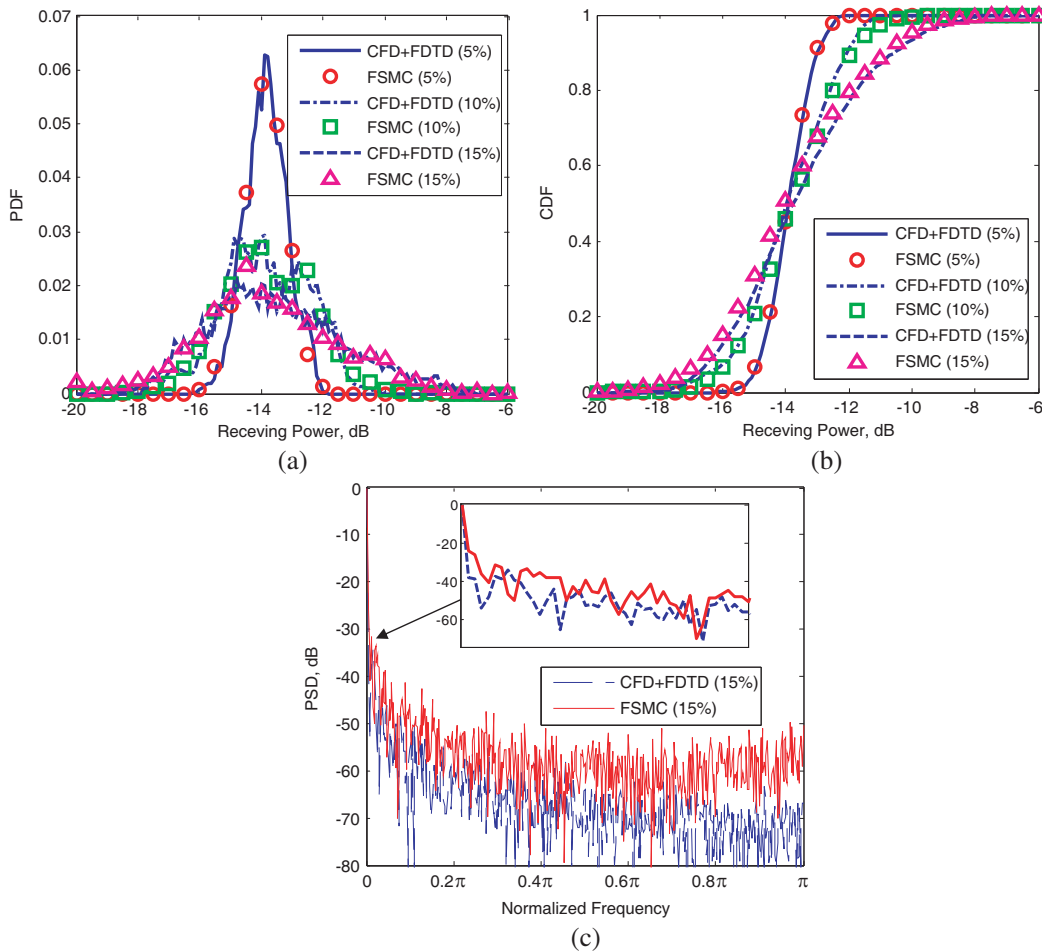 0.07
0.06
0.05
0.04
0.03
0.02
0.01
0
PDF
CFD+FDTD (5%)
FSMC (5%)
CFD+FDTD (10%)
FSMC (10%)
CFD+FDTD (15%)
FSMC (15%)
-20 -18 -16 -14 -12 -10 -8 -6
Receving Power, dB
(a)
1
0.8
0.6
0.4
0.2
0
CDF
CFD+FDTD (5%)
FSMC (5%)
CFD+FDTD (10%)
FSMC (10%)
CFD+FDTD (15%)
FSMC (15%)
-20 -18 -16 -14 -12 -10 -8 -6
Receving Power, dB
(b)
0
-10
-20
-30
-40
-50
-60
-70
-80
PSD, dB
0
-20
-40
-60
CFD+FDTD (15%)
FSMC (15%)
0 0.2π 0.4π 0.6π 0.8π π
Normalized Frequency
(c)